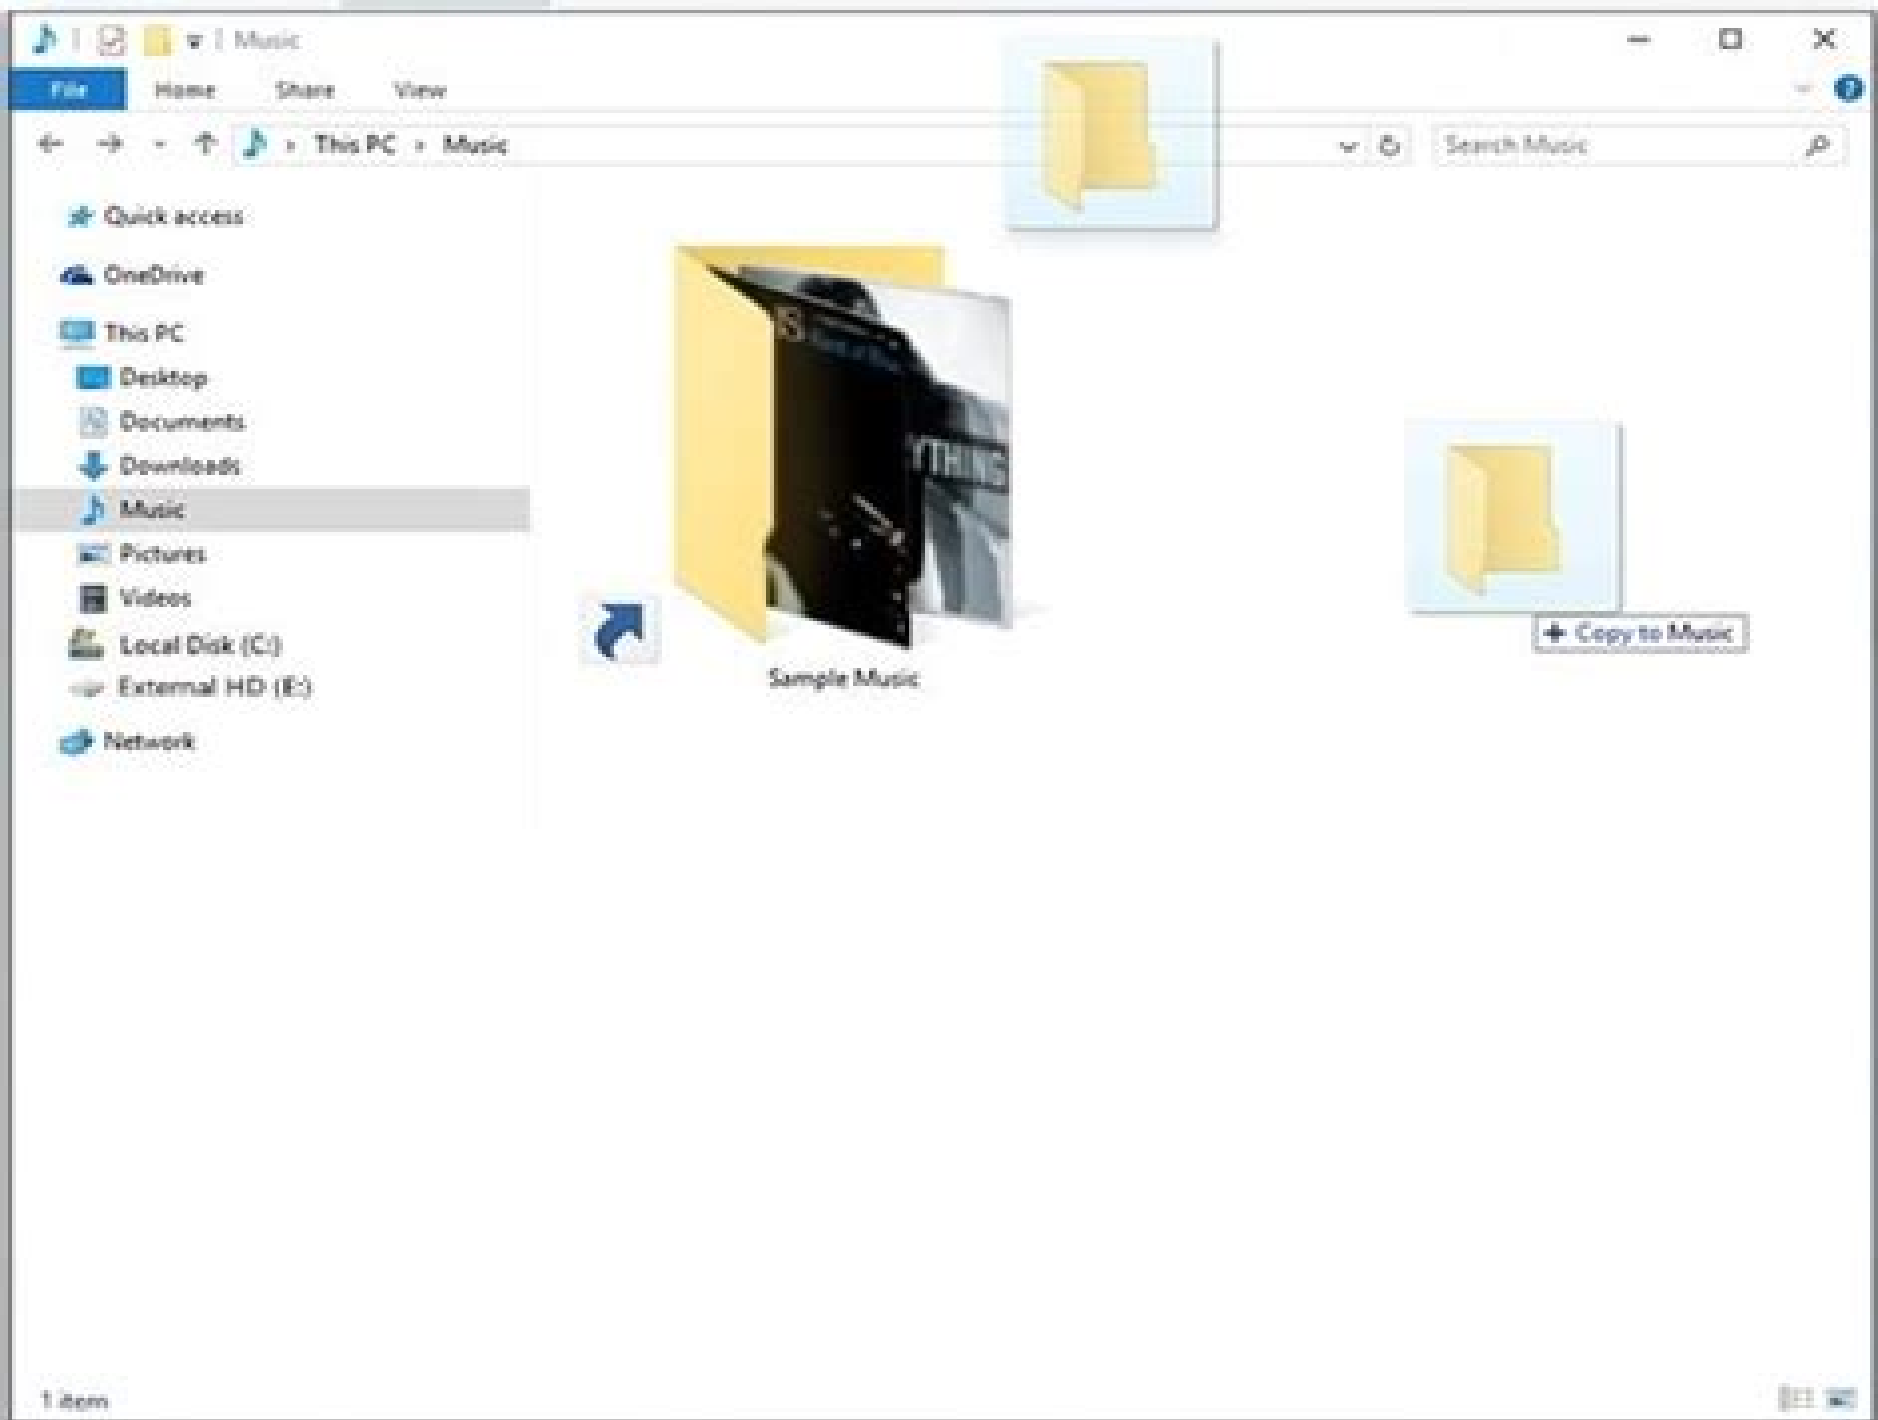 Music
File Home Share View
This PC > Music
Search Music
Quick access
OneDrive
This PC
Desktop
Documents
Downloads
Music
Pictures
Videos
Local Disk (C:)
External HD (E:)
Network
YTHING
Sample Music
+ Copy to Music
1 item